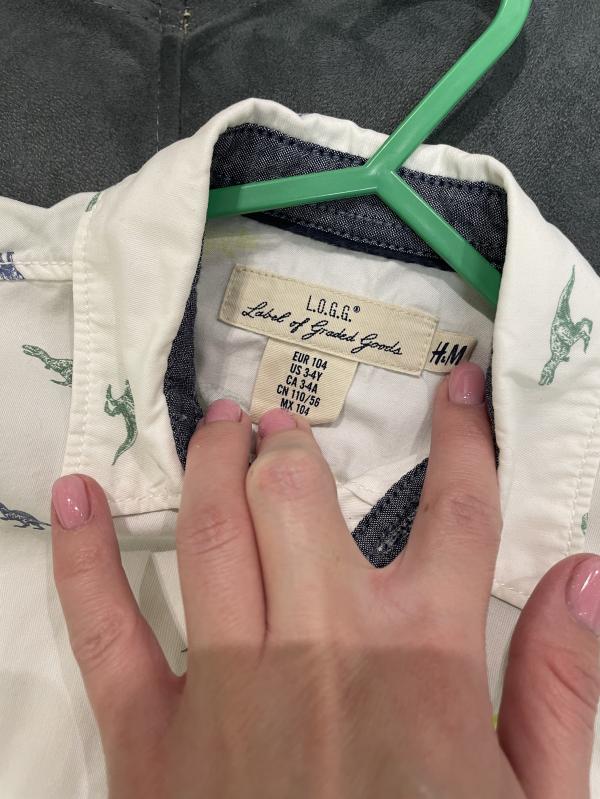 L.O.G.G.®
Label of Graded Goods
H&M
EUR 104
US 3-4Y
CA 3-4A
CN 110/56
MX 104